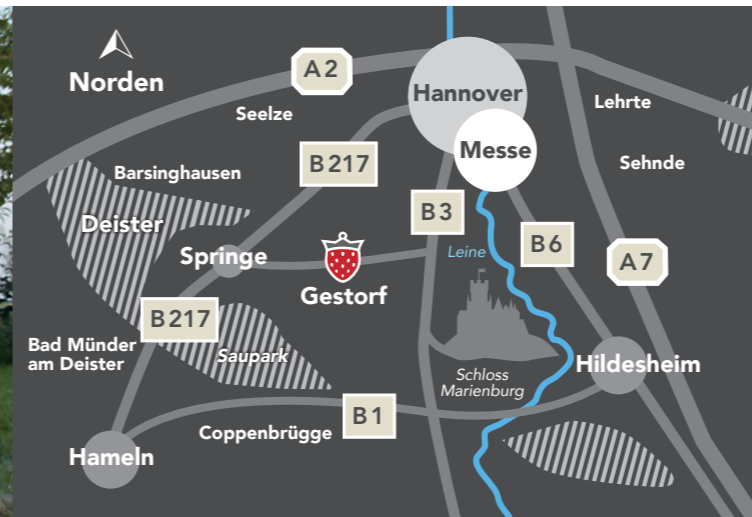 Norden
A2
Hannover
Seelze
Lehrte
Messe
Barsinghausen
B217
Sehnde
Deister
B3
Springe
Leine
B6
A7
Gestorf
B217
Bad Münder
am Deister
Saupark
Schloss
Marienburg
Hildesheim
B1
Coppenbrügge
Hameln